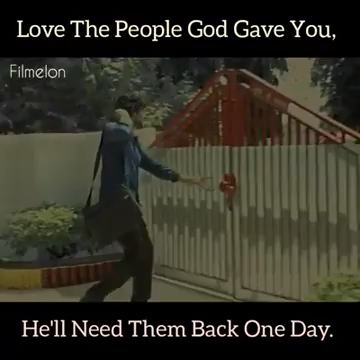 Love The People God Gave You,
Filmelon
He'll Need Them Back One Day.